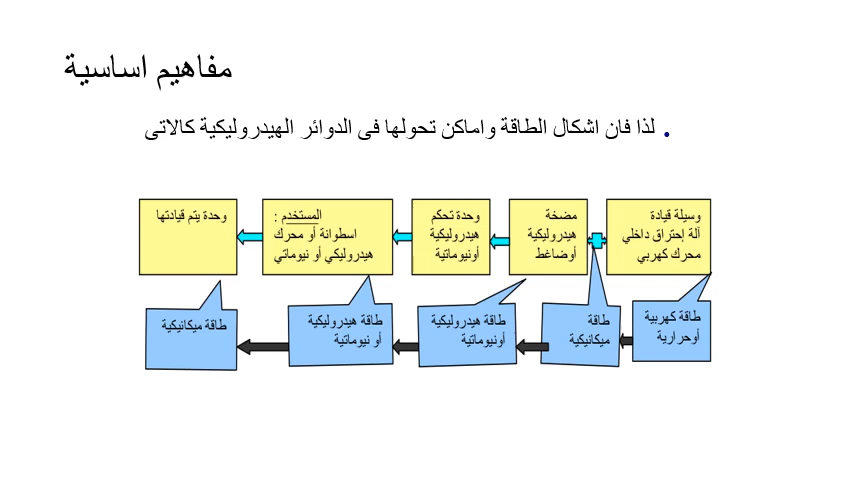 مفاهيم اساسية
. لذا فان اشكال الطاقة واماكن تحولها فى الدوائر الهيدروليكية كالاتى
وسيلة قيادة
آلة إحتراق داخلي
محرك كهربي
مضخة
هيدروليكية
أوضاغط
وحدة تحكم
هيدروليكية
أونيوماتية
المستخدم :
اسطوانة أو محرك
هيدروليكي أو نيوماتي
وحدة يتم قيادتها
طاقة كهربية
أوحرارية
طاقة
ميكانيكية
طاقة هيدروليكية
أونيوماتية
طاقة هيدروليكية
أو نيوماتية
طاقة ميكانيكية